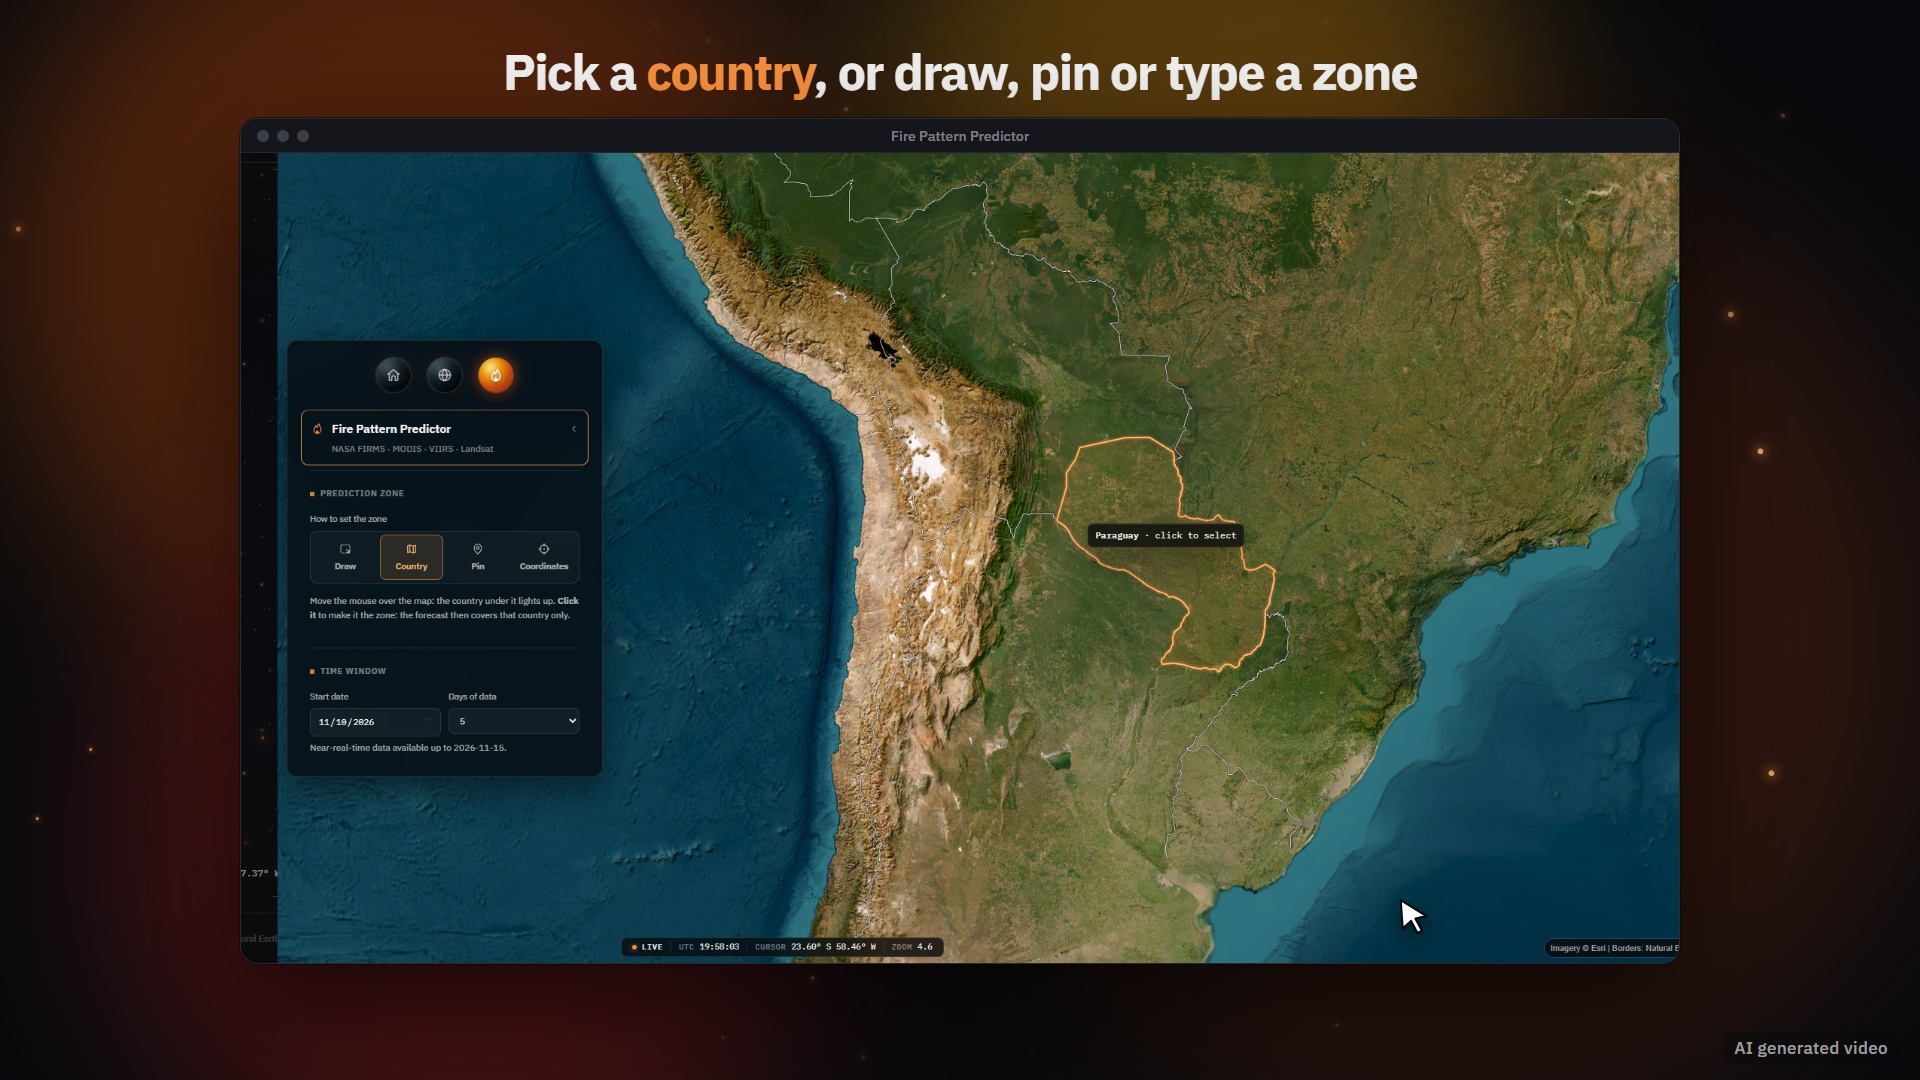 Pick a country, or draw, pin or type a zone
Fire Pattern Predictor
Fire Pattern Predictor
NASA FIRMS · MODIS · VIIRS · Landsat
PREDICTION ZONE
How to set the zone
Draw
Country
Pin
Coordinates
Move the mouse over the map: the country under it lights up. Click
it to make it the zone: the forecast then covers that country only.
TIME WINDOW
Start date
Days of data
11/10/2026
5
Near-real-time data available up to 2026-11-15.
Paraguay · click to select
7.37° W
ural Earth
LIVE UTC 19:58:03 CURSOR 23.60° S 58.46° W ZOOM 4.6
Imagery © Esri | Borders: Natural E
AI generated video